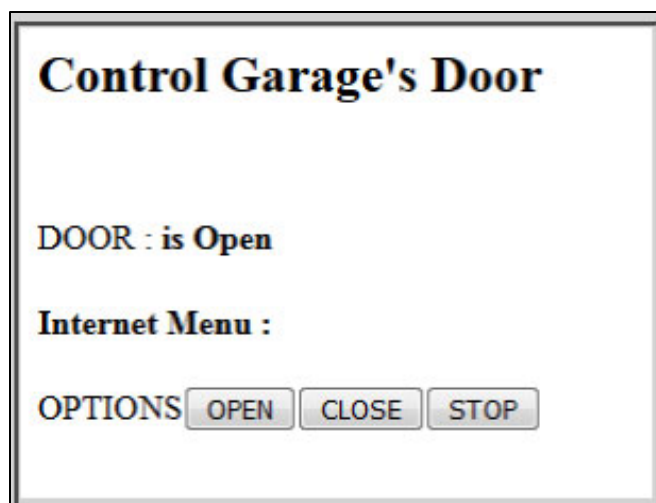 Control Garage's Door
DOOR : is Open
Internet Menu :
OPTIONS OPEN CLOSE STOP